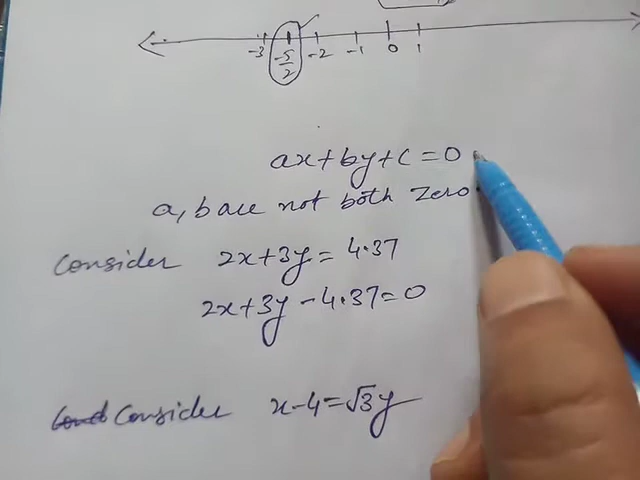 -3 -5/2 -2 -1 0 1
ax+by+c=0
a, b are not both zero.
Consider 2x+3y=4.37
2x+3y-4.37=0
Consider x-4=√3y